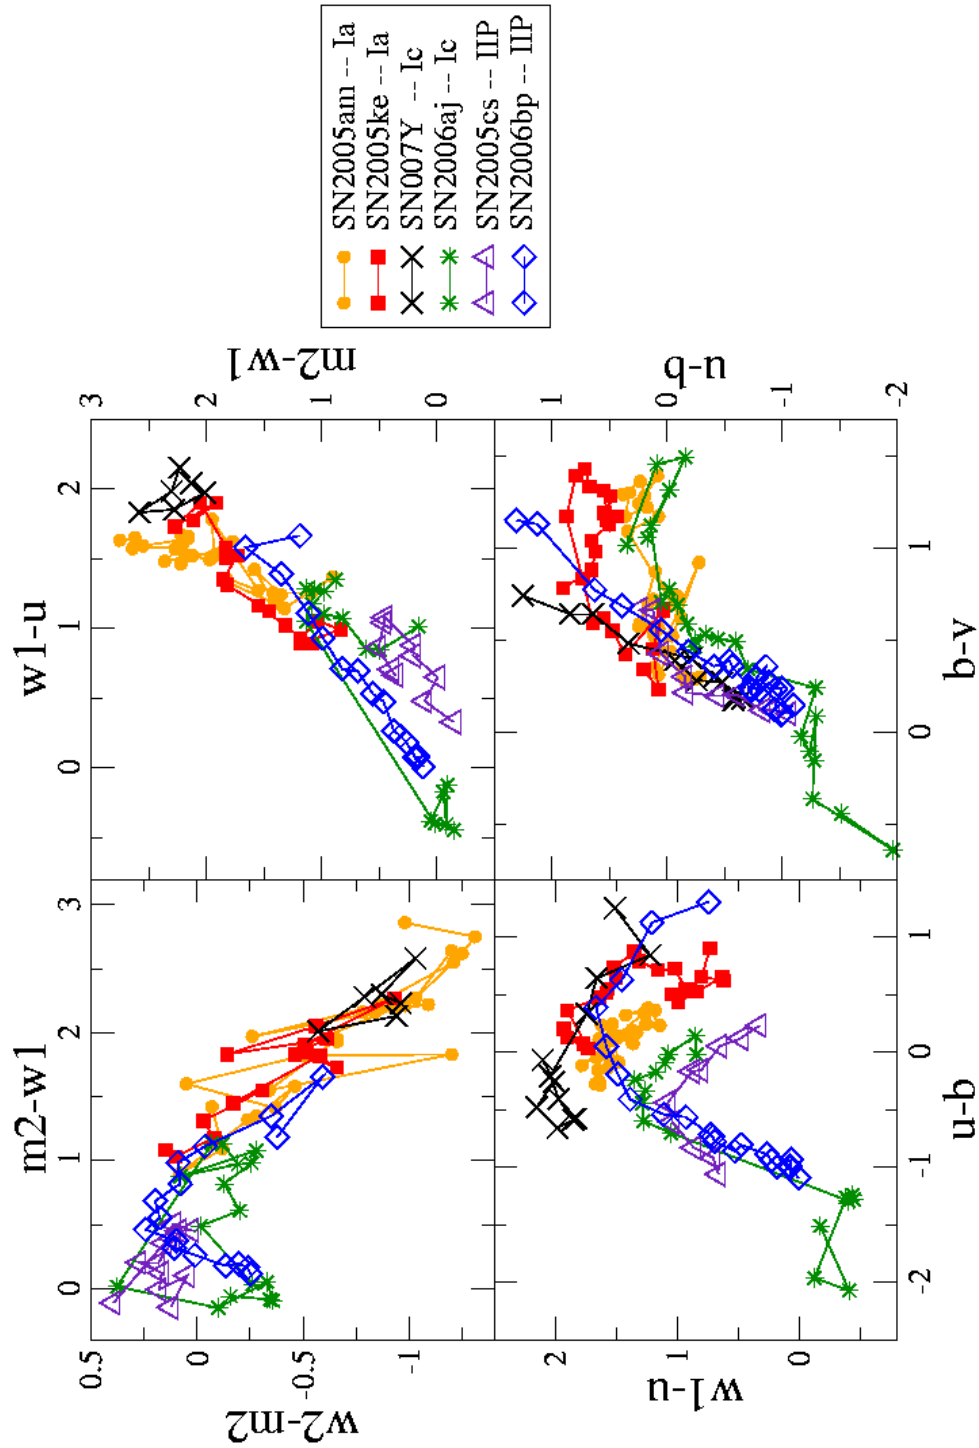 m2-w1
w1-u
0
1
2
3
0
1
2
0.5
0
-0.5
-1
w2-m2
3
2
1
0
m2-w1
SN2005am -- Ia
SN2005ke -- Ia
SN007Y -- Ic
SN2006aj -- Ic
SN2005cs -- IIP
SN2006bp -- IIP
2
1
0
w1-u
1
0
-1
-2
u-b
-2
-1
0
1
0
1
u-b
b-v